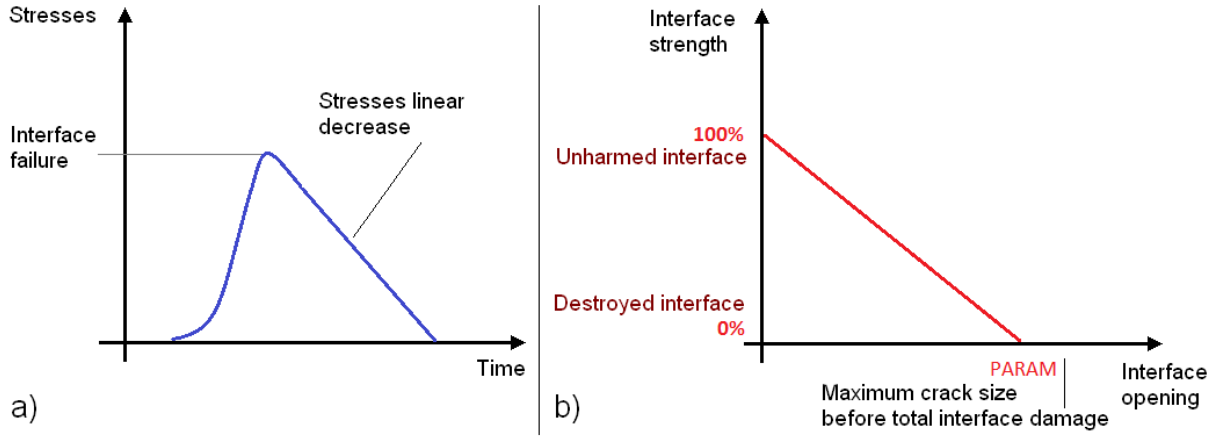 Stresses
Interface
failure
Stresses linear
decrease
Time
a)
Interface
strength
100%
Unharmed interface
Destroyed interface
0%
PARAM
Maximum crack size
before total interface damage
Interface
opening
b)